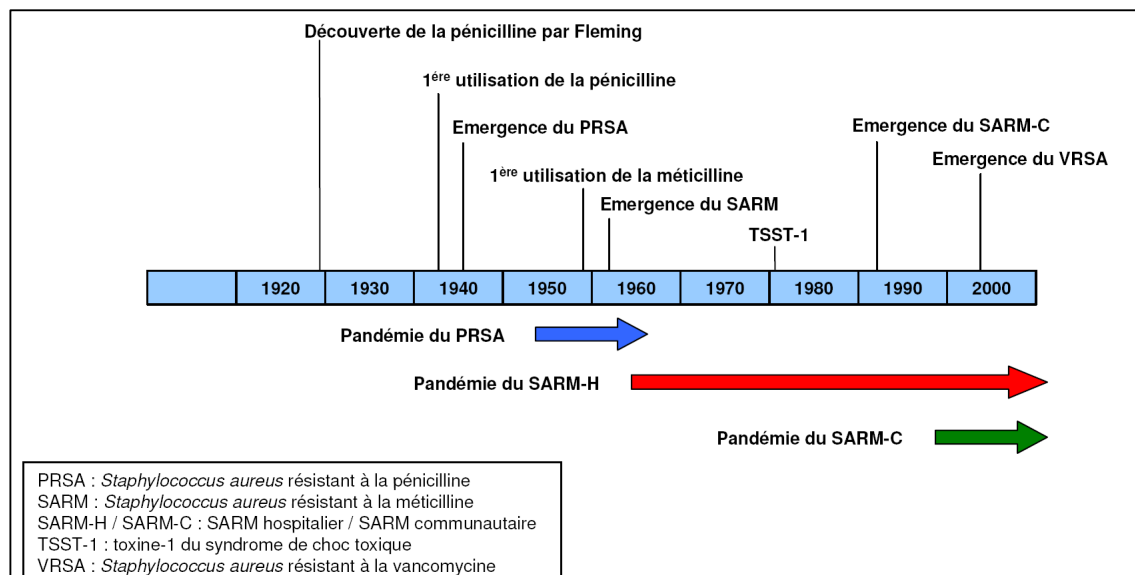 Découverte de la pénicilline par Fleming
1ére utilisation de la pénicilline
Emergence du PRSA
Emergence du SARM-C
Emergence du VRSA
1ère utilisation de la méticilline
Emergence du SARM
TSST-1
1920 1930 1940 1950 1960 1970 1980 1990 2000
Pandémie du PRSA
Pandémie du SARM-H
Pandémie du SARM-C
PRSA : Staphylococcus aureus résistant à la pénicilline
SARM : Staphylococcus aureus résistant à la méticilline
SARM-H / SARM-C : SARM hospitalier / SARM communautaire
TSST-1 : toxine-1 du syndrome de choc toxique
VRSA : Staphylococcus aureus résistant à la vancomycine